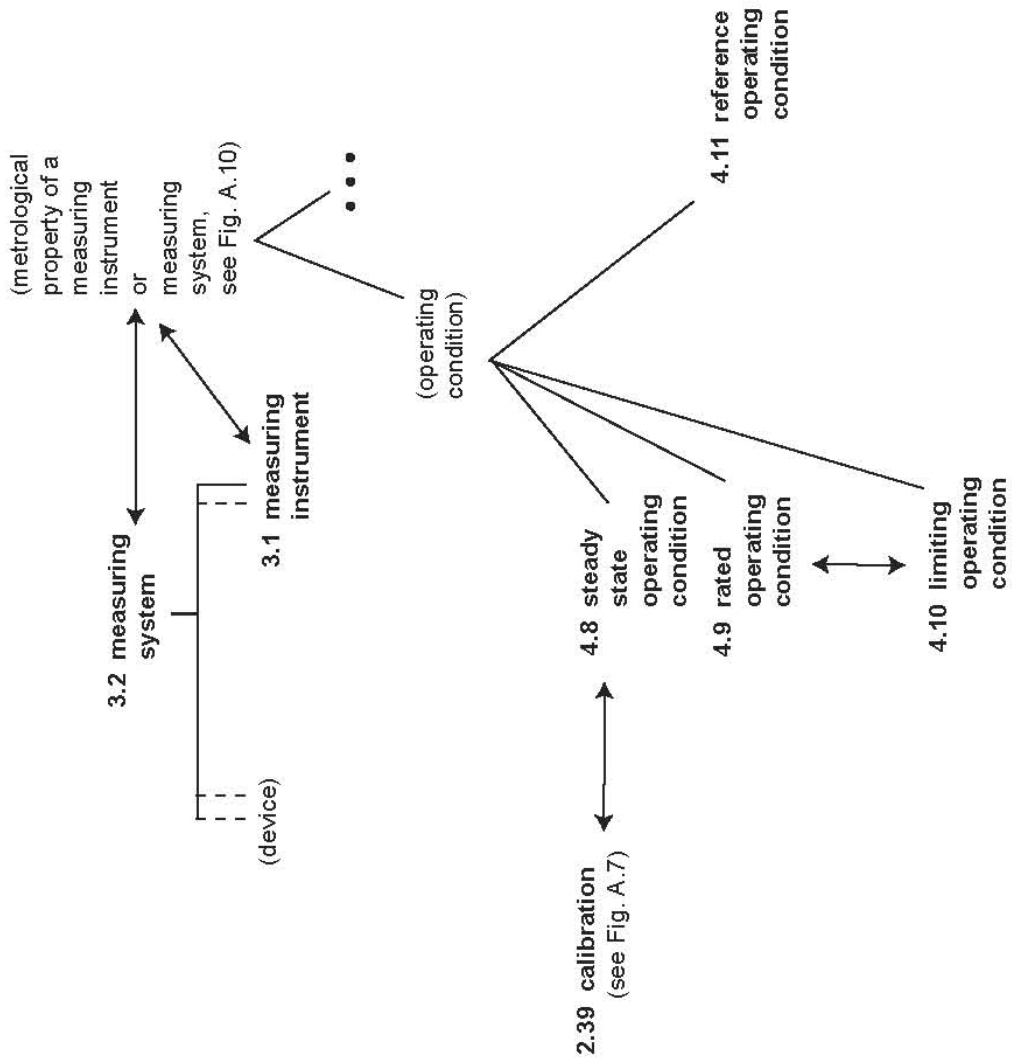 (metrological
property of a
measuring
instrument
or
measuring
system,
see Fig. A.10)
3.2 measuring
system
(device)
3.1 measuring
instrument
(operating
condition)
•••
2.39 calibration
(see Fig. A.7)
4.8 steady
state
operating
condition
4.9 rated
operating
condition
4.10 limiting
operating
condition
4.11 reference
operating
condition